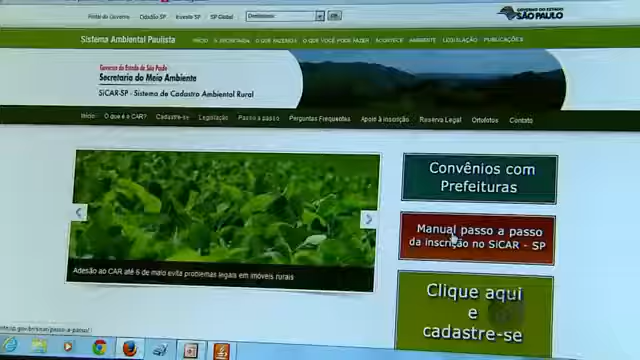 Portal do Governo Cidadão SP Investe SP SP Global Destaques OK
GOVERNO DO ESTADO
SÃO PAULO
Sistema Ambiental Paulista
INÍCIO A SECRETARIA O QUE FAZEMOS O QUE VOCÊ PODE FAZER ACONTECE AMBIENTE LEGISLAÇÃO PUBLICAÇÕES
Governo do Estado de São Paulo
Secretaria do Meio Ambiente
SiCAR-SP - Sistema de Cadastro Ambiental Rural
Início O que é o CAR? Cadastre-se Legislação Passo a passo Perguntas Frequentes Apoio à inscrição Reserva Legal Ortofotos Contato
Convênios com
Prefeituras
Manual passo a passo
da inscrição no SiCAR - SP
Adesão ao CAR até 6 de maio evita problemas legais em imóveis rurais
Clique aqui
e
cadastre-se